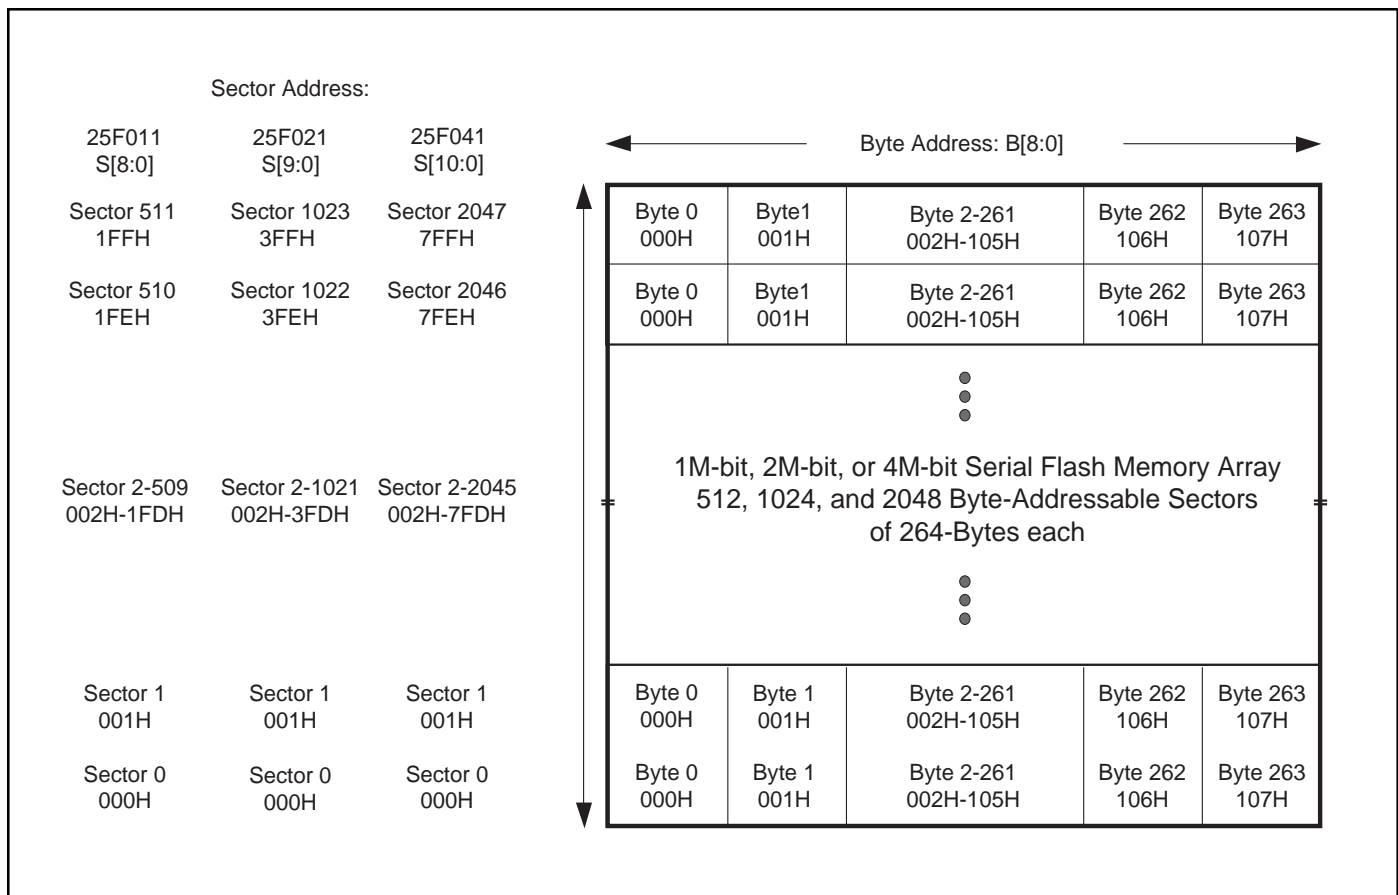 Sector Address:
25F011 25F021 25F041
S[8:0] S[9:0] S[10:0]
Byte Address: B[8:0]
Sector 511 Sector 1023 Sector 2047
1FFH 3FFH 7FFH
Byte 0 Byte1 Byte 2-261 Byte 262 Byte 263
000H 001H 002H-105H 106H 107H
Sector 510 Sector 1022 Sector 2046
1FEH 3FEH 7FEH
Byte 0 Byte1 Byte 2-261 Byte 262 Byte 263
000H 001H 002H-105H 106H 107H
Sector 2-509 Sector 2-1021 Sector 2-2045
002H-1FDH 002H-3FDH 002H-7FDH
1M-bit, 2M-bit, or 4M-bit Serial Flash Memory Array
512, 1024, and 2048 Byte-Addressable Sectors
of 264-Bytes each
Sector 1 Sector 1 Sector 1
001H 001H 001H
Byte 0 Byte 1 Byte 2-261 Byte 262 Byte 263
000H 001H 002H-105H 106H 107H
Sector 0 Sector 0 Sector 0
000H 000H 000H
Byte 0 Byte 1 Byte 2-261 Byte 262 Byte 263
000H 001H 002H-105H 106H 107H